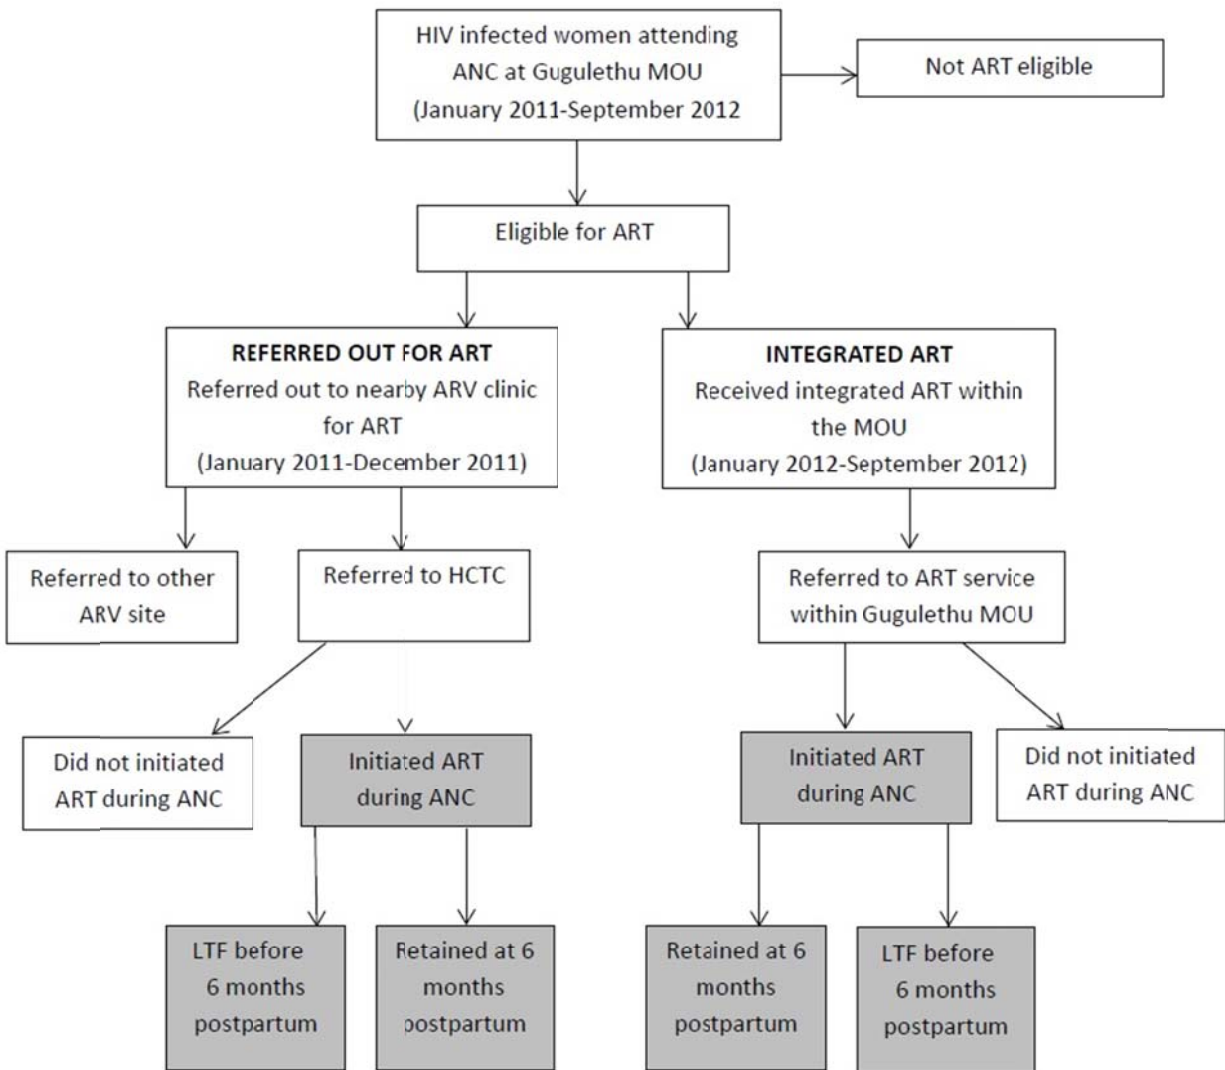 HIV infected women attending
ANC at Gugulethu MOU
(January 2011-September 2012
Not ART eligible
Eligible for ART
REFERRED OUT FOR ART
Referred out to nearby ARV clinic
for ART
(January 2011-December 2011)
INTEGRATED ART
Received integrated ART within
the MOU
(January 2012-September 2012)
Referred to other
ARV site
Referred to HCTC
Referred to ART service
within Gugulethu MOU
Did not initiated
ART during ANC
Initiated ART
during ANC
Initiated ART
during ANC
Did not initiated
ART during ANC
LTF before
6 months
postpartum
Retained at 6
months
postpartum
Retained at 6
months
postpartum
LTF before
6 months
postpartum